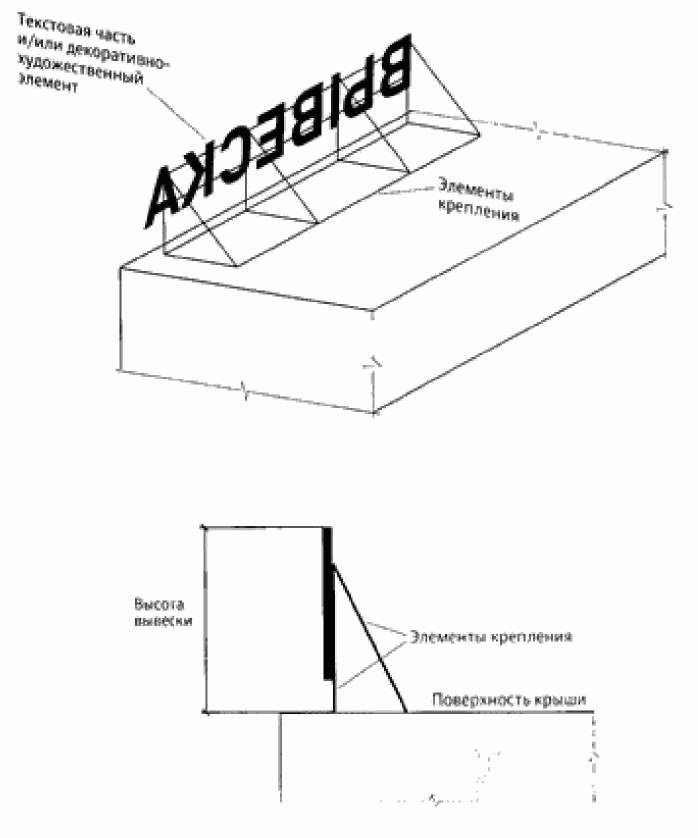 Текстовая часть
и/или декоративно-
художественный
элемент
ВЫВЕСКА
Элементы
крепления
Высота
вывески
Элементы крепления
Поверхность крыши